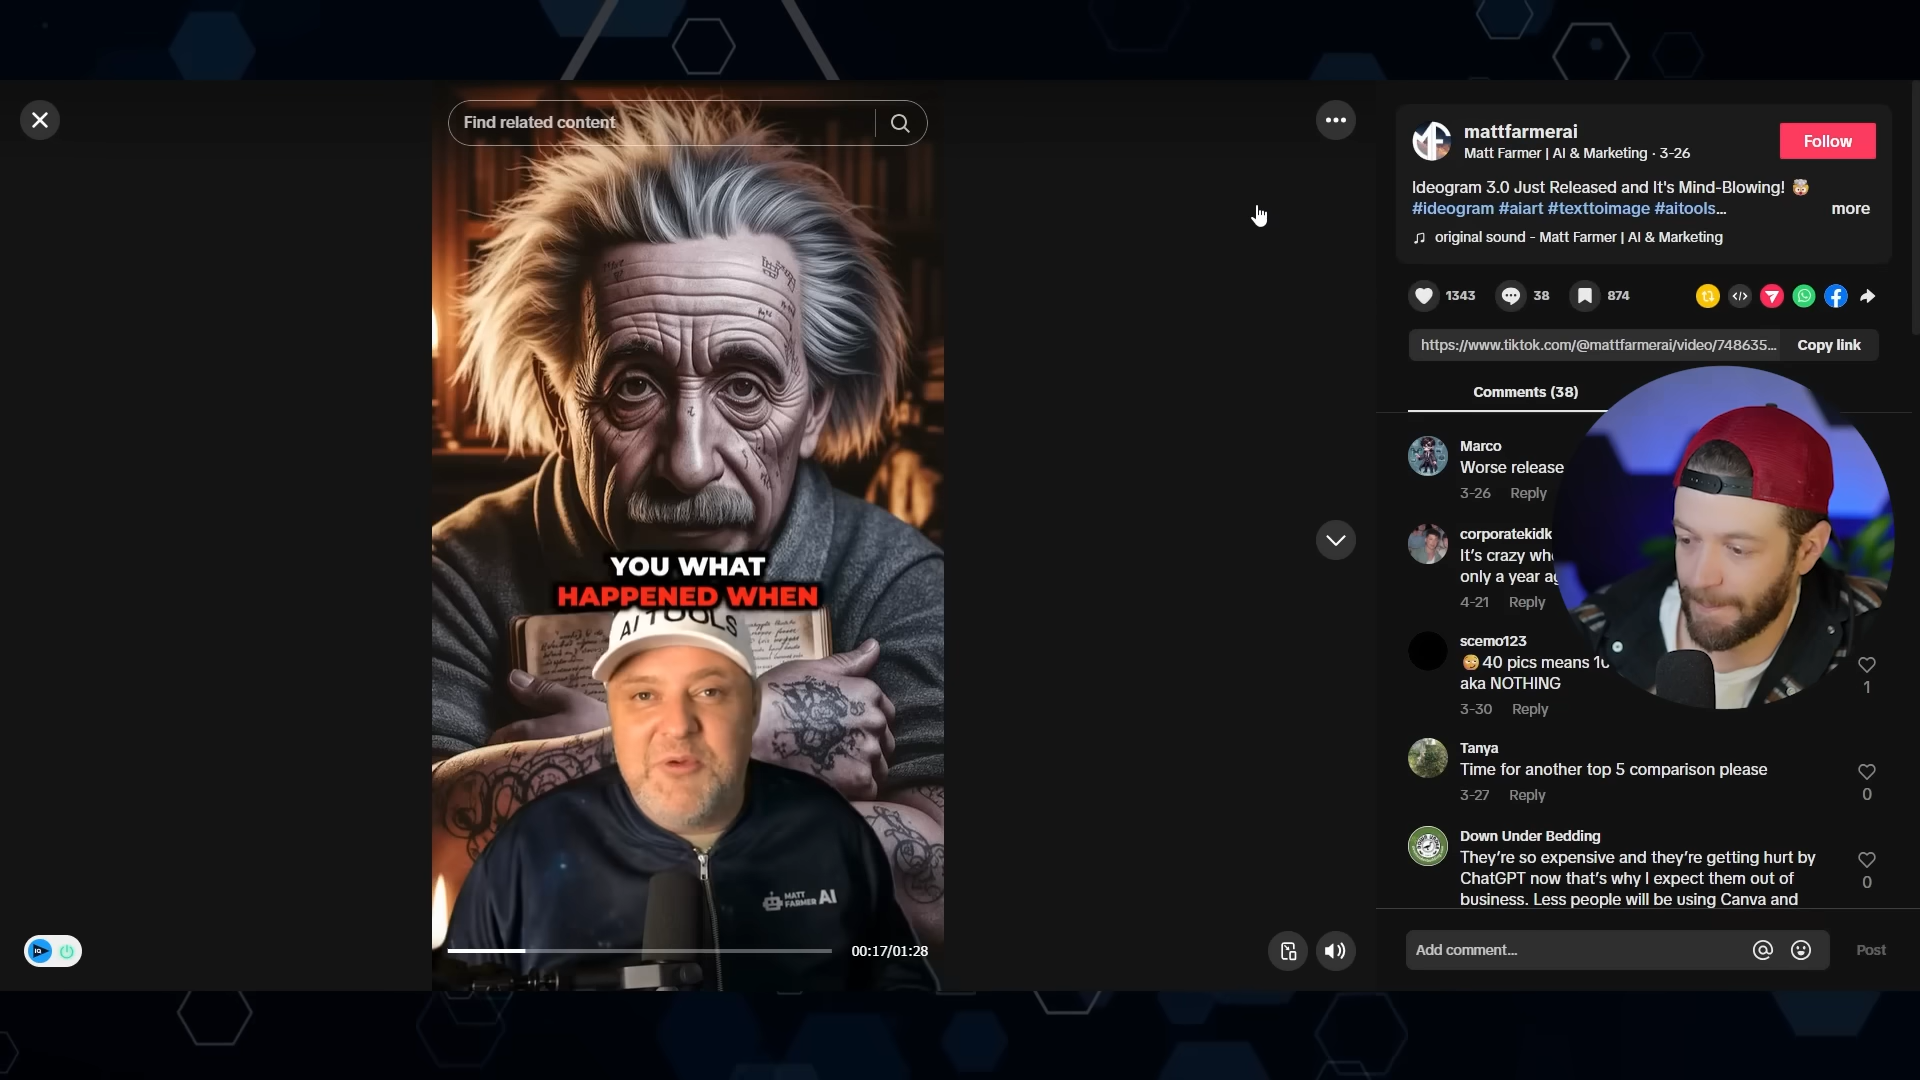 Find related content
YOU WHAT
HAPPENED WHEN
AI TOOLS
MATT
FARMER AI
00:17/01:28
mattfarmerai
Matt Farmer | AI & Marketing · 3-26
Follow
Ideogram 3.0 Just Released and It's Mind-Blowing! 🤯
#ideogram #aiart #texttoimage #aitools...
more
original sound - Matt Farmer | AI & Marketing
1343
38
874
https://www.tiktok.com/@mattfarmerai/video/748635...
Copy link
Comments (38)
Marco
Worse release
3-26 Reply
corporatekidk
It's crazy
only a year
4-21 Reply
scemo123
40 pics means
aka NOTHING
3-30 Reply
1
Tanya
Time for another top 5 comparison please
3-27 Reply
0
Down Under Bedding
They're so expensive and they're getting hurt by
ChatGPT now that's why I expect them out of
business. Less people will be using Canva and
0
Add comment...
Post